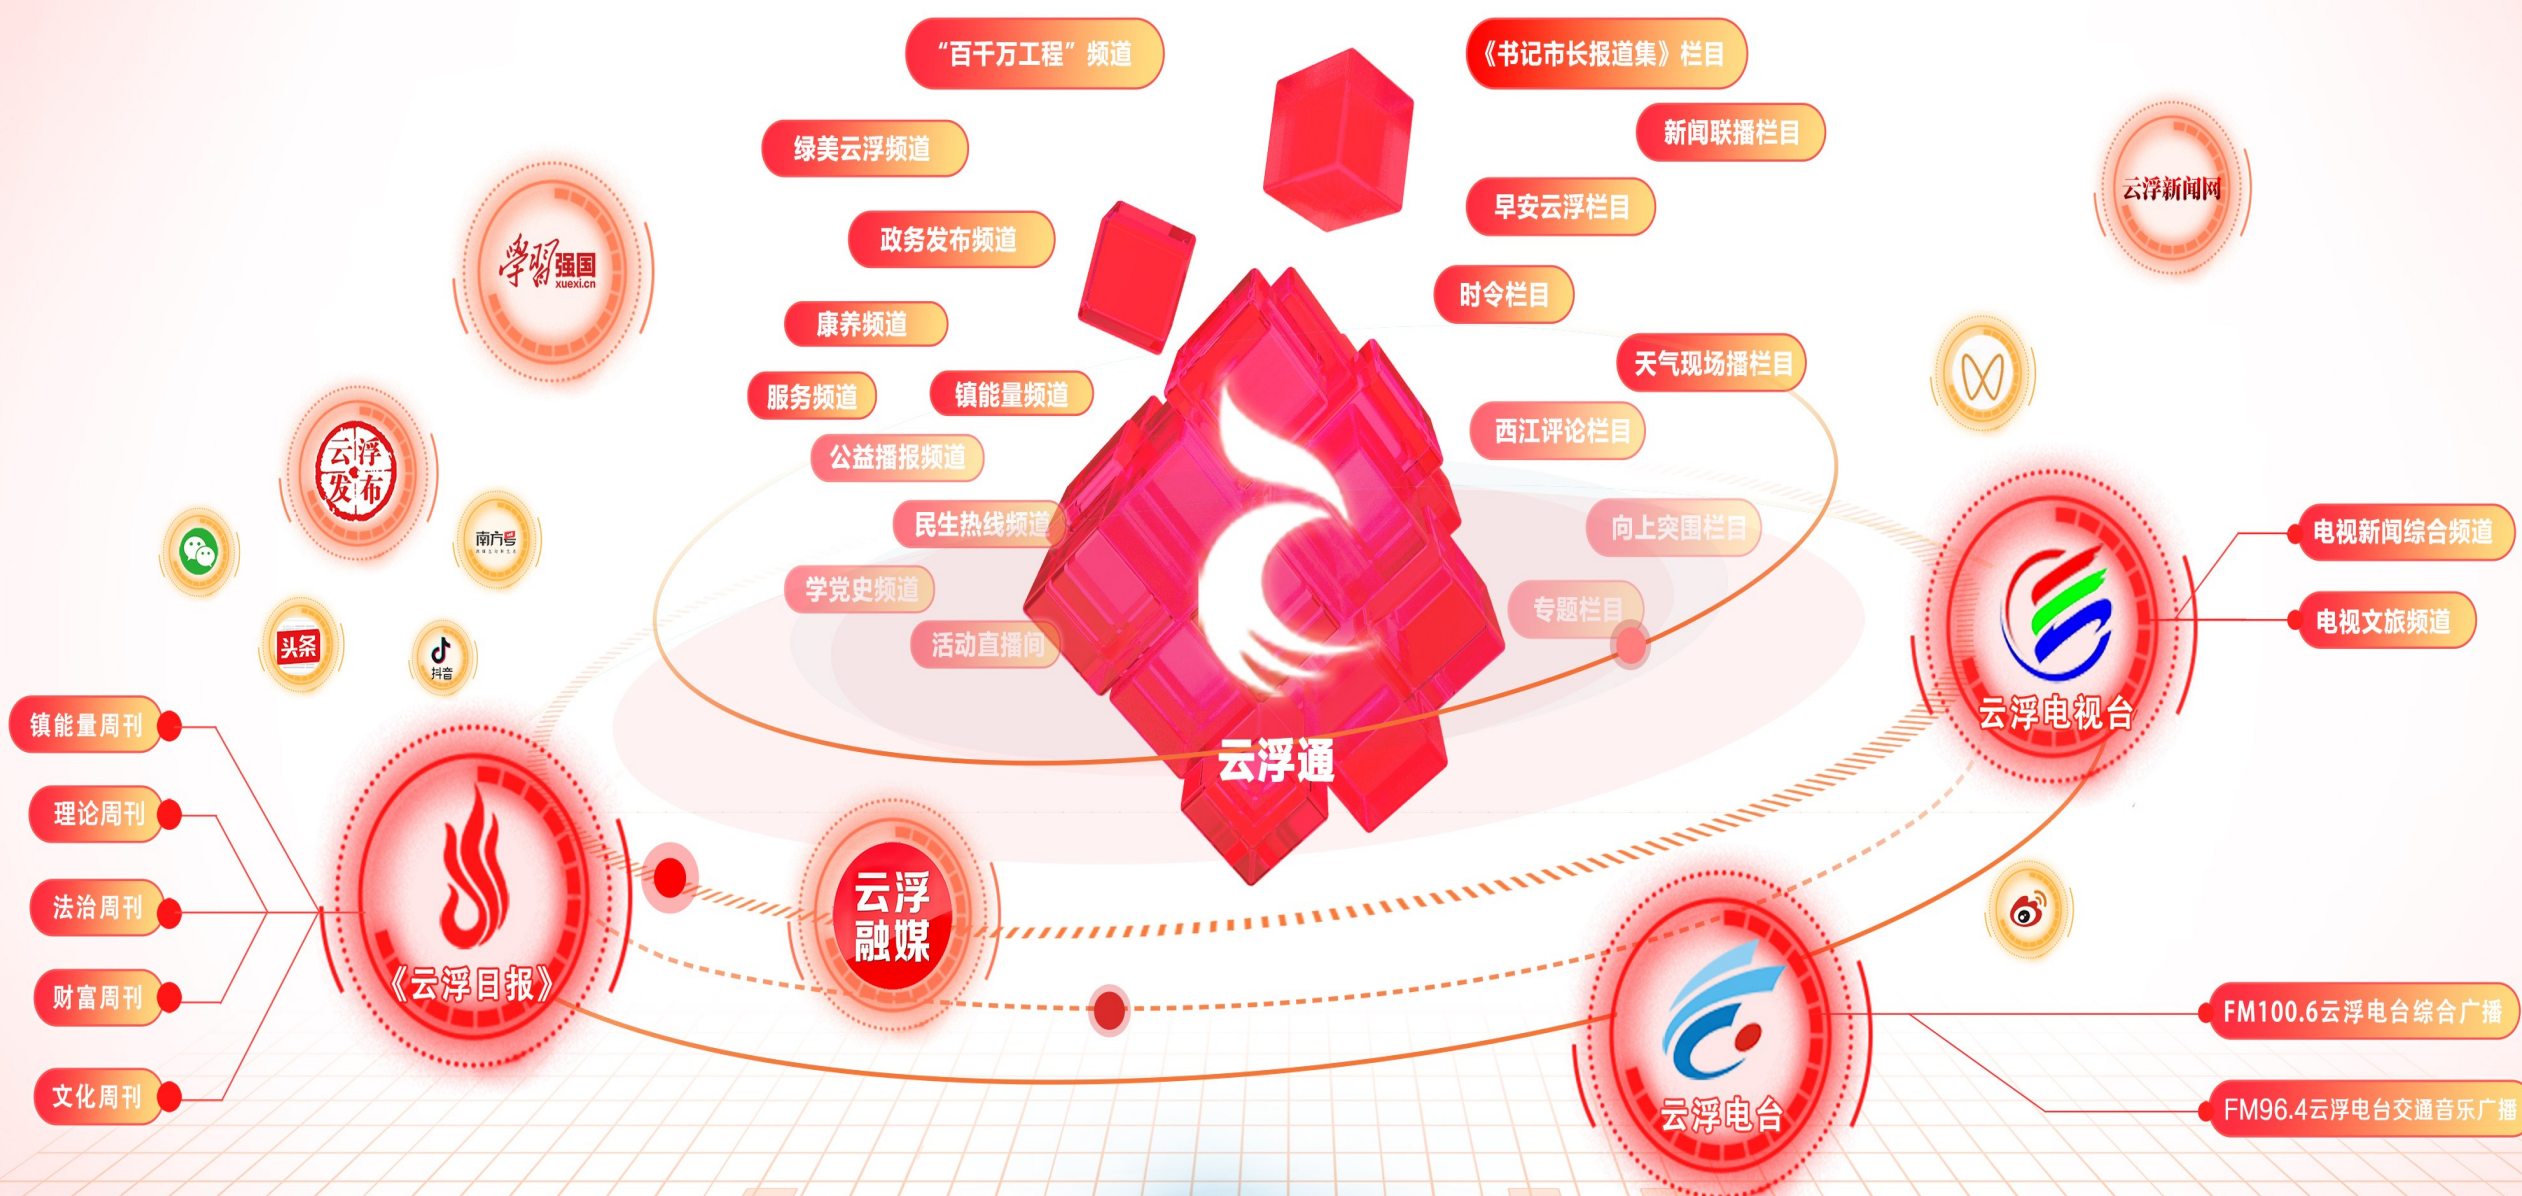 “百千万工程”频道
《书记市长报道集》栏目
绿美云浮频道
新闻联播栏目
政务发布频道
早安云浮栏目
康养频道
时令栏目
服务频道
镇能量频道
天气现场播栏目
公益播报频道
西江评论栏目
民生热线频道
向上突围栏目
学党史频道
专题栏目
活动直播间
云浮通
學習强国
xuexi.cn
云浮
发布
南方号
头条
抖音
云浮新闻网
云浮电视台
电视新闻综合频道
电视文旅频道
镇能量周刊
理论周刊
法治周刊
财富周刊
文化周刊
《云浮日报》
云浮
融媒
云浮电台
FM100.6云浮电台综合广播
FM96.4云浮电台交通音乐广播